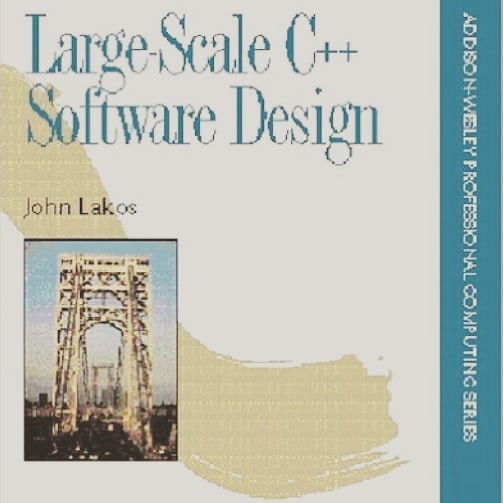 Large-Scale C++
Software Design
John Lakos
ADDISON-WESLEY PROFESSIONAL COMPUTING SERIES